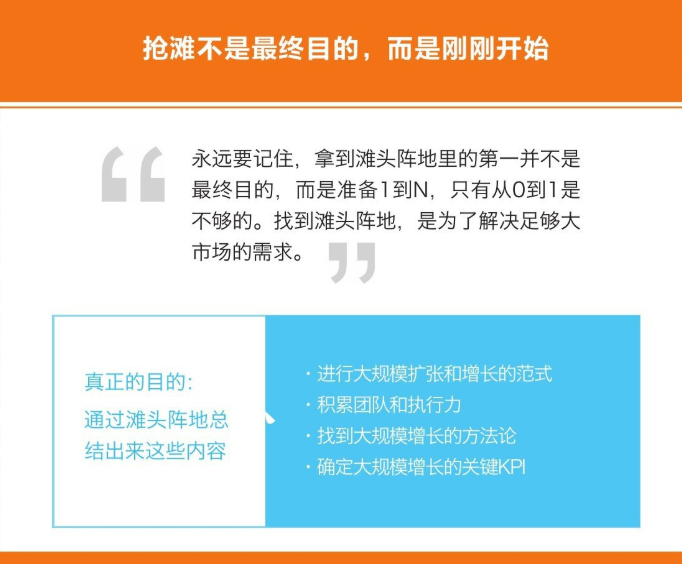 抢滩不是最终目的，而是刚刚开始
永远要记住，拿到滩头阵地里的第一并不是
最终目的，而是准备1到N，只有从0到1是
不够的。找到滩头阵地，是为了解决足够大
市场的需求。
真正的目的：
通过滩头阵地总
结出来这些内容
·进行大规模扩张和增长的范式
·积累团队和执行力
·找到大规模增长的方法论
·确定大规模增长的关键KPI